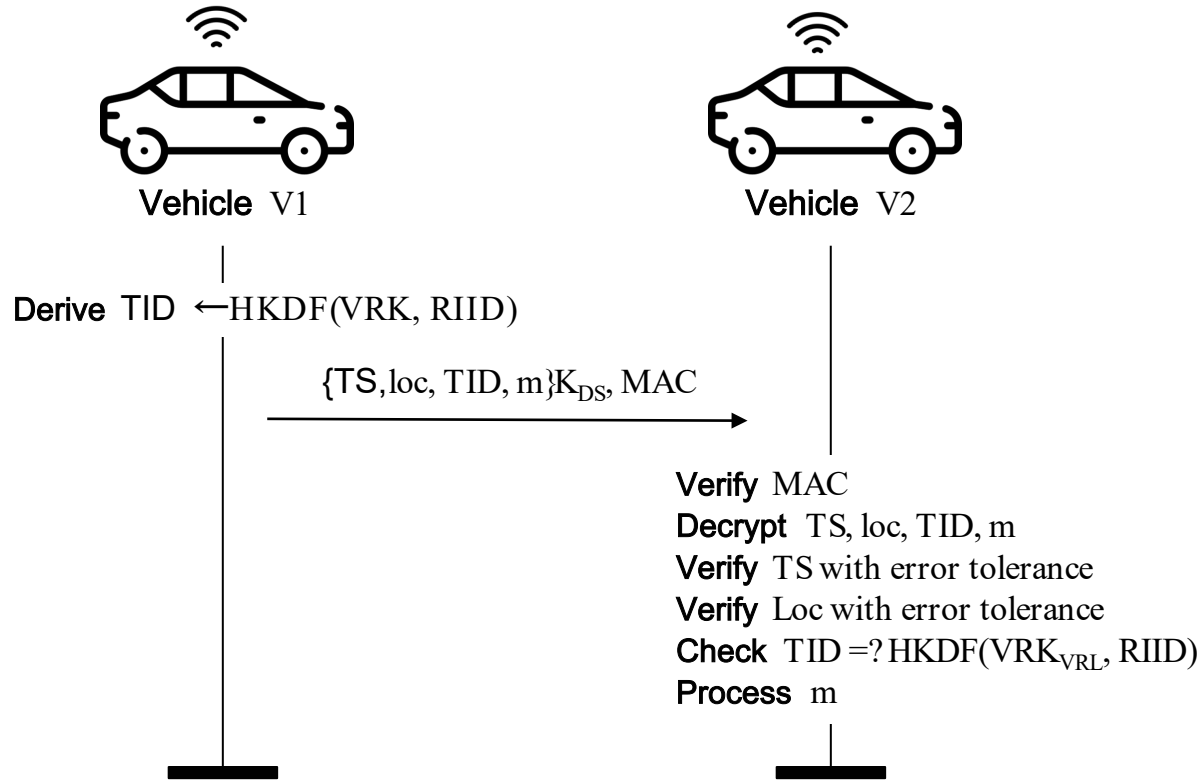 Vehicle V1
Vehicle V2
Derive TID ←HKDF(VRK, RIID)
{TS,loc, TID, m}K_DS, MAC
Verify MAC
Decrypt TS, loc, TID, m
Verify TS with error tolerance
Verify Loc with error tolerance
Check TID =? HKDF(VRK_VRL, RIID)
Process m